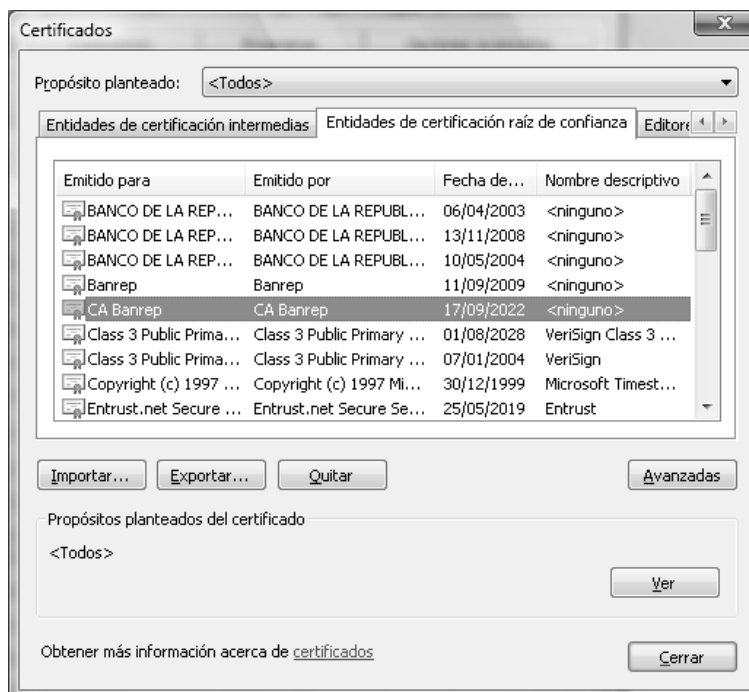 Certificados
Propósito planteado: <Todos>
Entidades de certificación intermedias Entidades de certificación raíz de confianza Editore
Emitido para Emitido por Fecha de... Nombre descriptivo
BANCO DE LA REP... BANCO DE LA REPUBL... 06/04/2003 <ninguno>
BANCO DE LA REP... BANCO DE LA REPUBL... 13/11/2008 <ninguno>
BANCO DE LA REP... BANCO DE LA REPUBL... 10/05/2004 <ninguno>
Banrep Banrep 11/09/2009 <ninguno>
CA Banrep CA Banrep 17/09/2022 <ninguno>
Class 3 Public Prima... Class 3 Public Primary ... 01/08/2028 VeriSign Class 3 ...
Class 3 Public Prima... Class 3 Public Primary ... 07/01/2004 VeriSign
Copyright (c) 1997 ... Copyright (c) 1997 Mi... 30/12/1999 Microsoft Timest...
Entrust.net Secure ... Entrust.net Secure Se... 25/05/2019 Entrust
Importar... Exportar... Quitar Avanzadas
Propósitos planteados del certificado
<Todos>
Ver
Obtener más información acerca de certificados
Cerrar